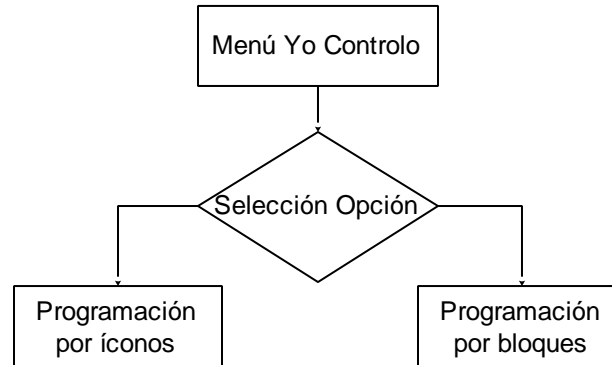 Menú Yo Controlo
Selección Opción
Programación
por íconos
Programación
por bloques